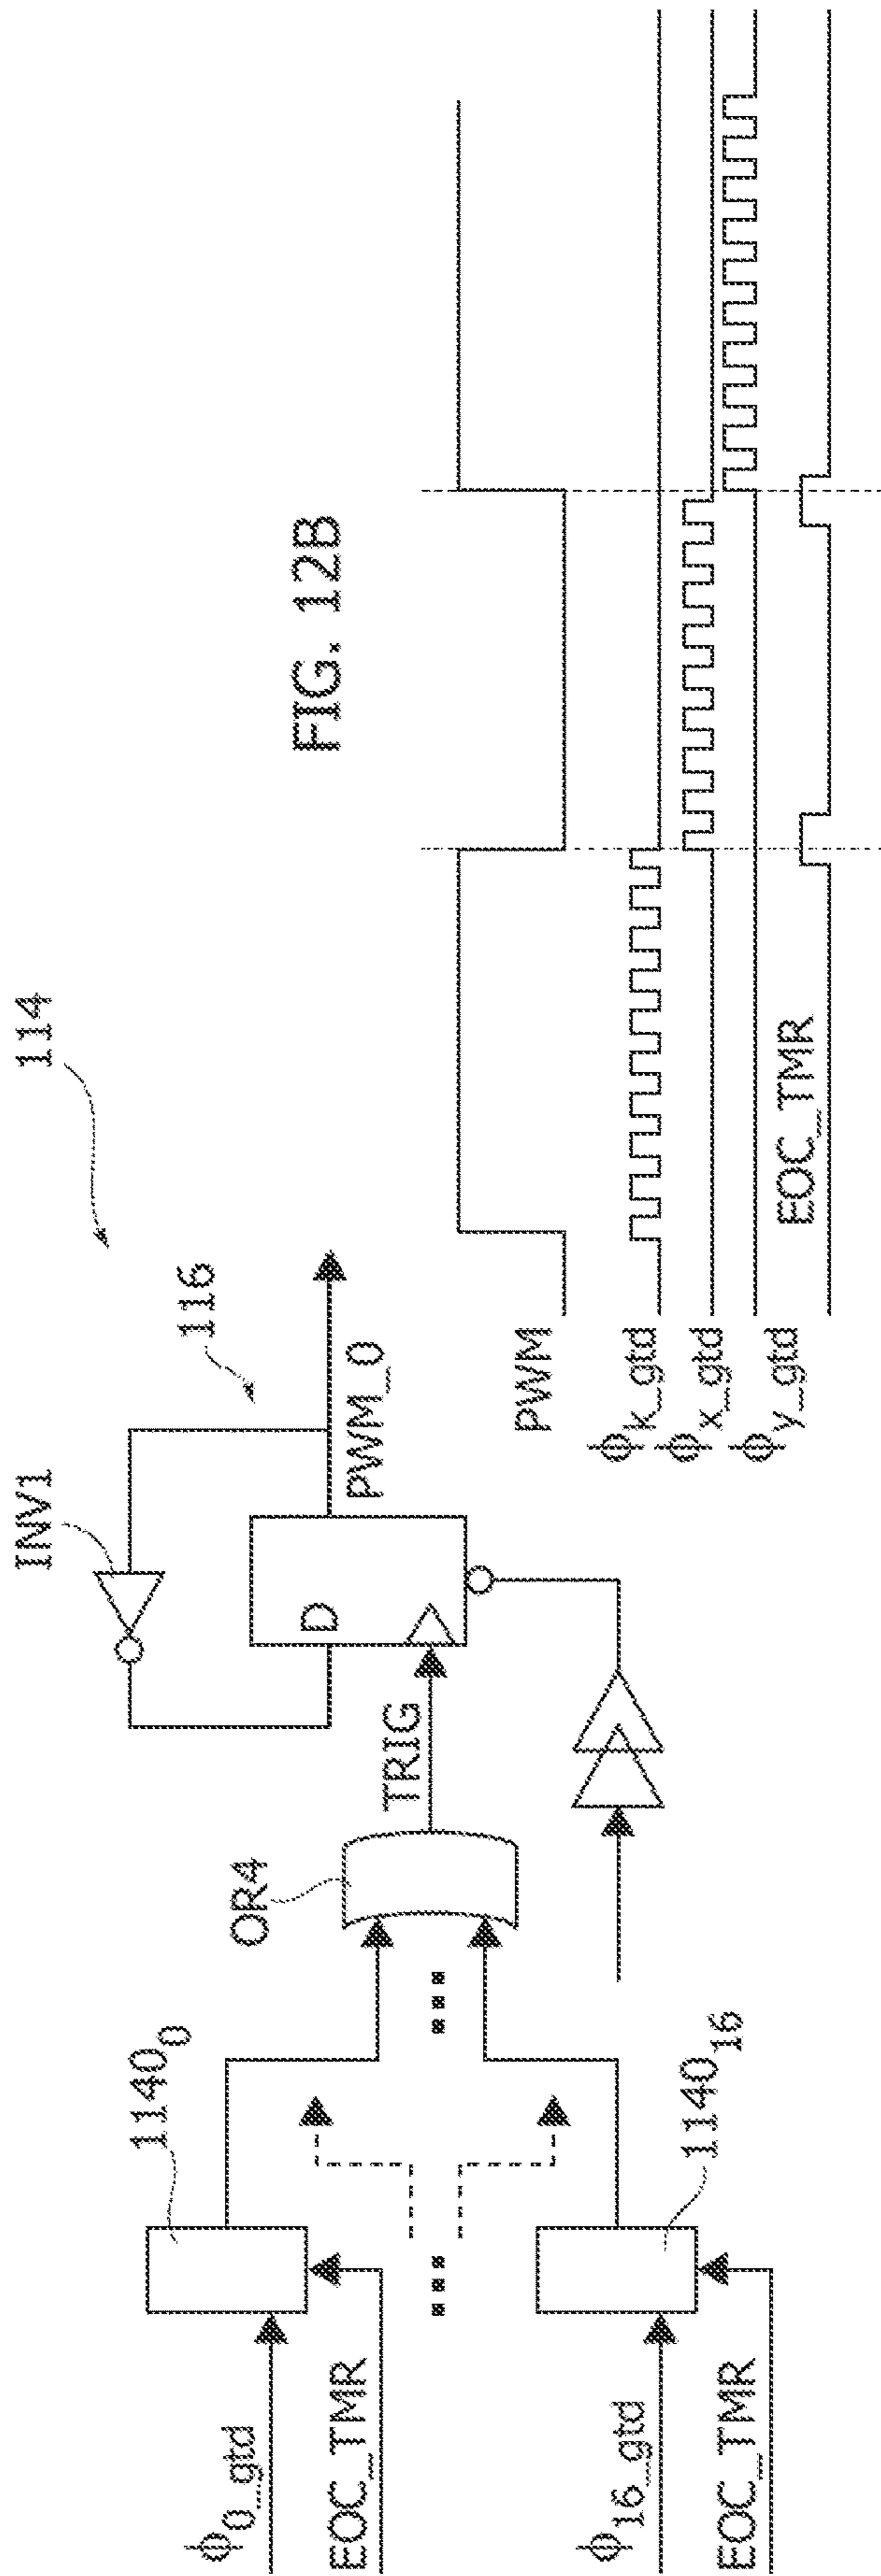 114
116
INV1
D
PWM_0
TRIG
OR4
1140₀
1140₁₆
ϕ0_gtd
EOC_TMR
ϕ16_gtd
EOC_TMR
FIG. 12B
PWM
ϕk_gtd
ϕx_gtd
ϕy_gtd
EOC_TMR